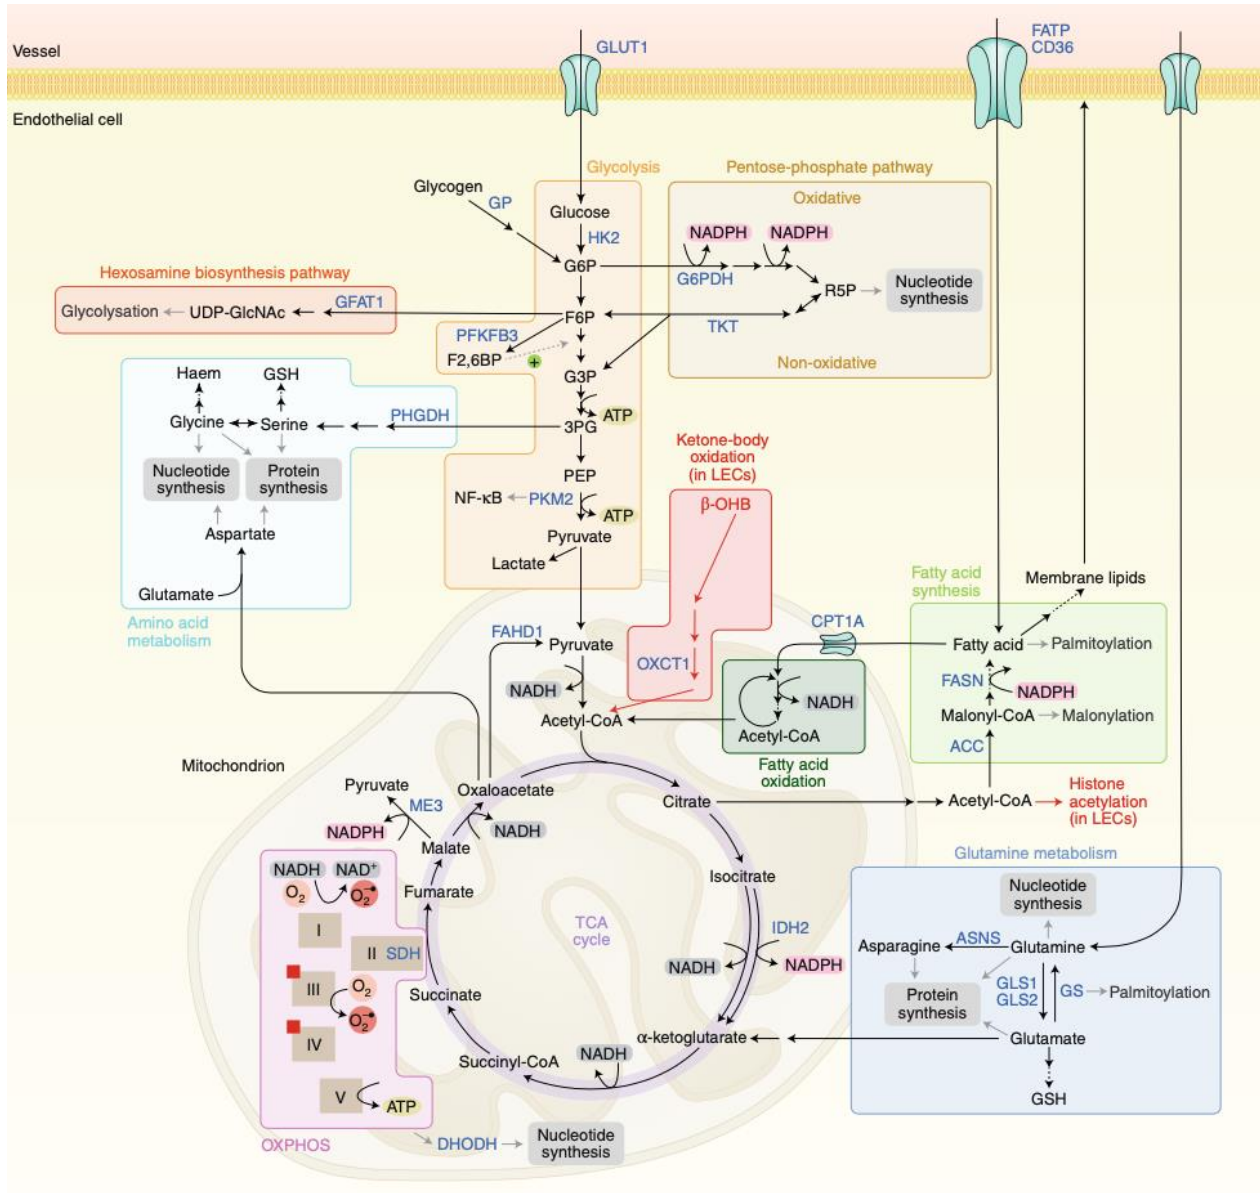 Vessel
GLUT1
FATP
CD36
Endothelial cell
Glycolysis
Pentose-phosphate pathway
Glycogen
GP
Glucose
HK2
Oxidative
NADPH
NADPH
G6P
G6PDH
R5P
Nucleotide
synthesis
Hexosamine biosynthesis pathway
Glycolysation
UDP-GlcNAc
GFAT1
F6P
TKT
PFKFB3
F2,6BP
+
Non-oxidative
G3P
ATP
Haem
GSH
Glycine
Serine
PHGDH
3PG
Nucleotide
synthesis
Protein
synthesis
Aspartate
Glutamate
Amino acid
metabolism
PEP
NF-κB
PKM2
ATP
Pyruvate
Lactate
Ketone-body
oxidation
(in LECs)
β-OHB
OXCT1
Fatty acid
synthesis
Membrane lipids
CPT1A
Fatty acid
Palmitoylation
FASN
NADPH
Malonyl-CoA
Malonylation
ACC
FAHD1
Pyruvate
NADH
Acetyl-CoA
NADH
Acetyl-CoA
Fatty acid
oxidation
Mitochondrion
Pyruvate
ME3
NADPH
Oxaloacetate
NADH
Malate
Citrate
Acetyl-CoA
Histone
acetylation
(in LECs)
NADH
NAD⁺
O₂
O₂⁻•
Fumarate
Isocitrate
TCA
cycle
I
II
SDH
IDH2
NADH
NADPH
III
O₂
O₂⁻•
Succinate
IV
Succinyl-CoA
NADH
α-ketoglutarate
V
ATP
OXPHOS
DHODH
Nucleotide
synthesis
Glutamine metabolism
Nucleotide
synthesis
Asparagine
ASNS
Glutamine
Protein
synthesis
GLS1
GLS2
GS
Palmitoylation
Glutamate
GSH